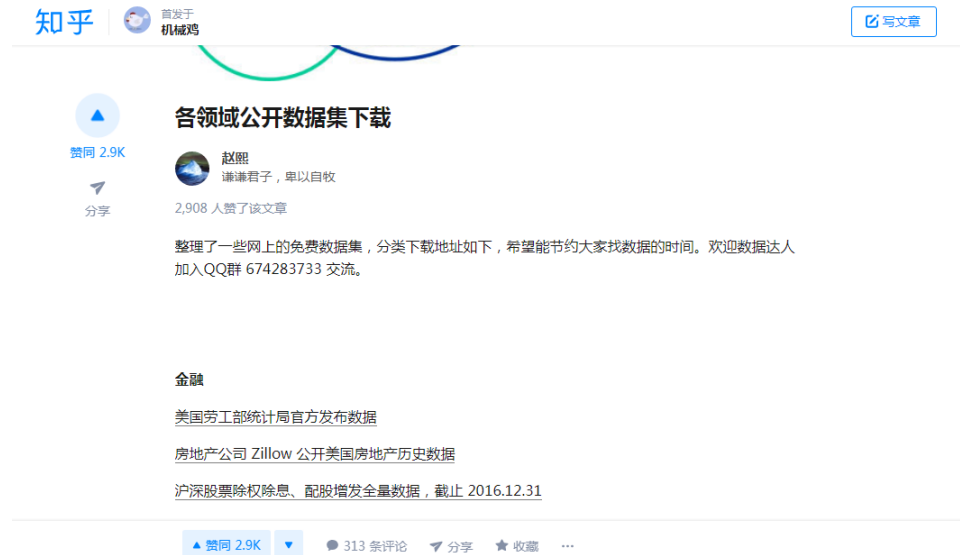 知乎
首发于
机械鸡
写文章
各领域公开数据集下载
赞同 2.9K
赵熙
谦谦君子，卑以自牧
分享
2,908 人赞了该文章
整理了一些网上的免费数据集，分类下载地址如下，希望能节约大家找数据的时间。欢迎数据达人
加入QQ群 674283733 交流。
金融
美国劳工部统计局官方发布数据
房地产公司 Zillow 公开美国房地产历史数据
沪深股票除权除息、配股增发全量数据，截止 2016.12.31
赞同 2.9K
313 条评论
分享
收藏